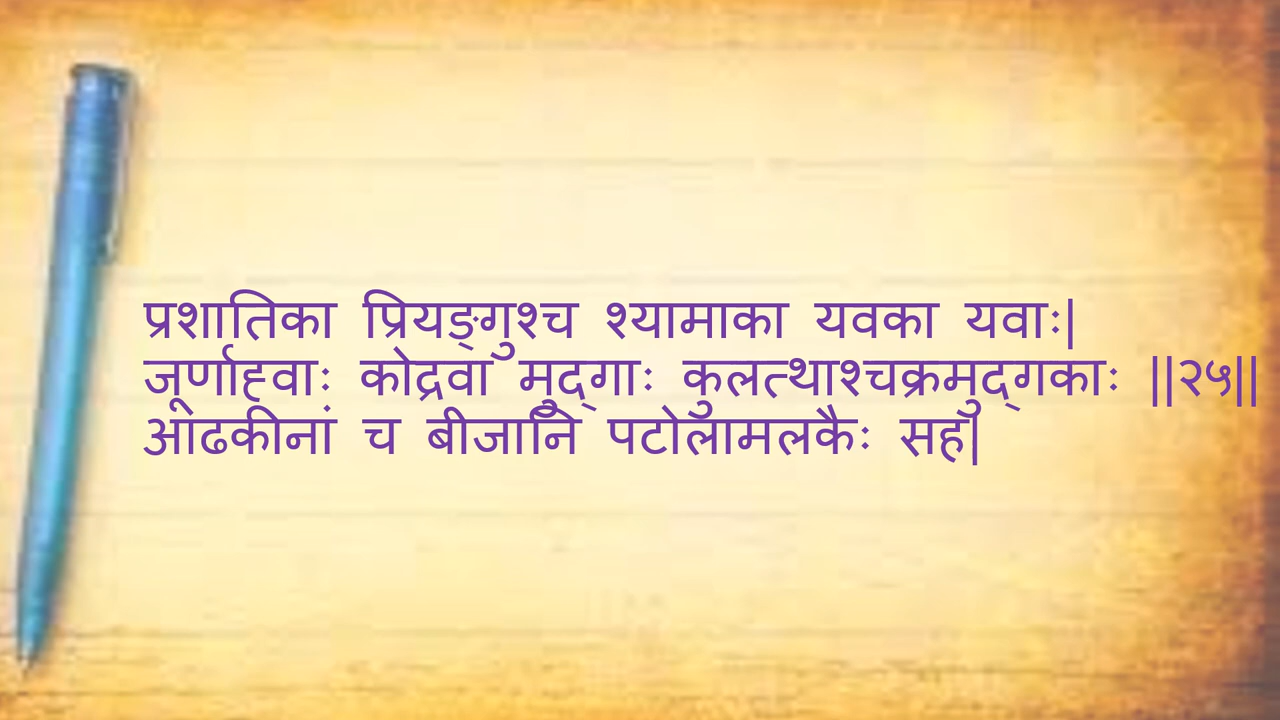 प्रशातिका प्रियङ्गुश्च श्यामाका यवका यवाः|
जूर्णाह्वाः कोद्रवा मुद्गाः कुलत्थाश्चक्रमुद्गकाः ||२५||
आढकीनां च बीजानि पटोलामलकैः सह|